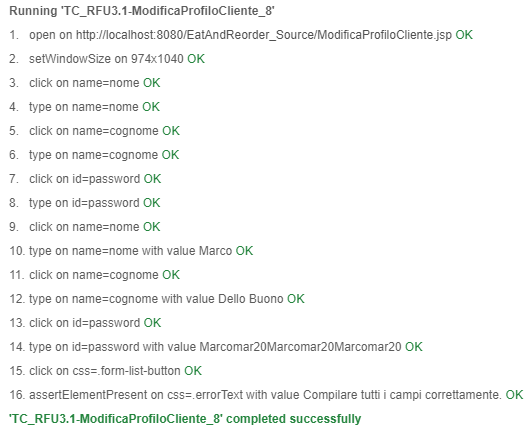 Running 'TC_RFU3.1-ModificaProfiloCliente_8'
1. open on http://localhost:8080/EatAndReorder_Source/ModificaProfiloCliente.jsp OK
2. setWindowSize on 974x1040 OK
3. click on name=nome OK
4. type on name=nome OK
5. click on name=cognome OK
6. type on name=cognome OK
7. click on id=password OK
8. type on id=password OK
9. click on name=nome OK
10. type on name=nome with value Marco OK
11. click on name=cognome OK
12. type on name=cognome with value Dello Buono OK
13. click on id=password OK
14. type on id=password with value Marcomar20Marcomar20Marcomar20 OK
15. click on css=.form-list-button OK
16. assertElementPresent on css=.errorText with value Compilare tutti i campi correttamente. OK
'TC_RFU3.1-ModificaProfiloCliente_8' completed successfully